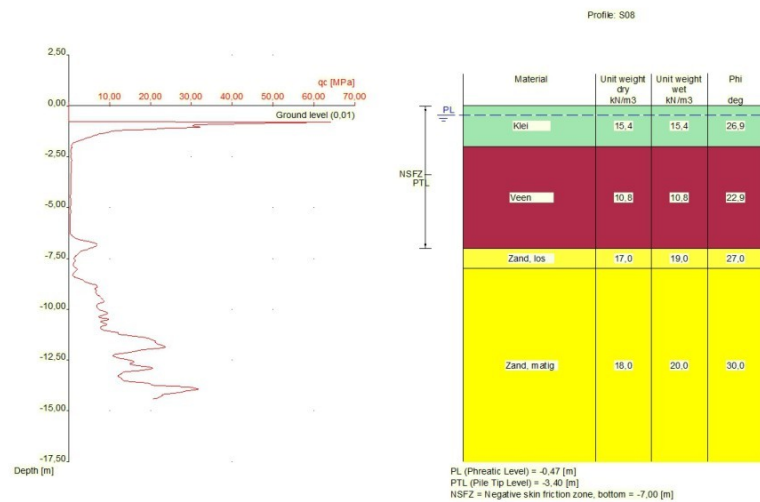 Profile: S08
2,50
qc [MPa]
10,00 20,00 30,00 40,00 50,00 60,00 70,00
0,00
Ground level (0,01)
-2,50
-5,00
-7,50
-10,00
-12,50
-15,00
-17,50
Depth [m]
PL
NSFZ
PTL
Material Unit weight dry kN/m3 Unit weight wet kN/m3 Phi deg
Klei 15,4 15,4 26,9
Veen 10,8 10,8 22,9
Zand, los 17,0 19,0 27,0
Zand, matig 18,0 20,0 30,0
PL (Phreatic Level) = -0,47 [m]
PTL (Pile Tip Level) = -3,40 [m]
NSFZ = Negative skin friction zone, bottom = -7,00 [m]